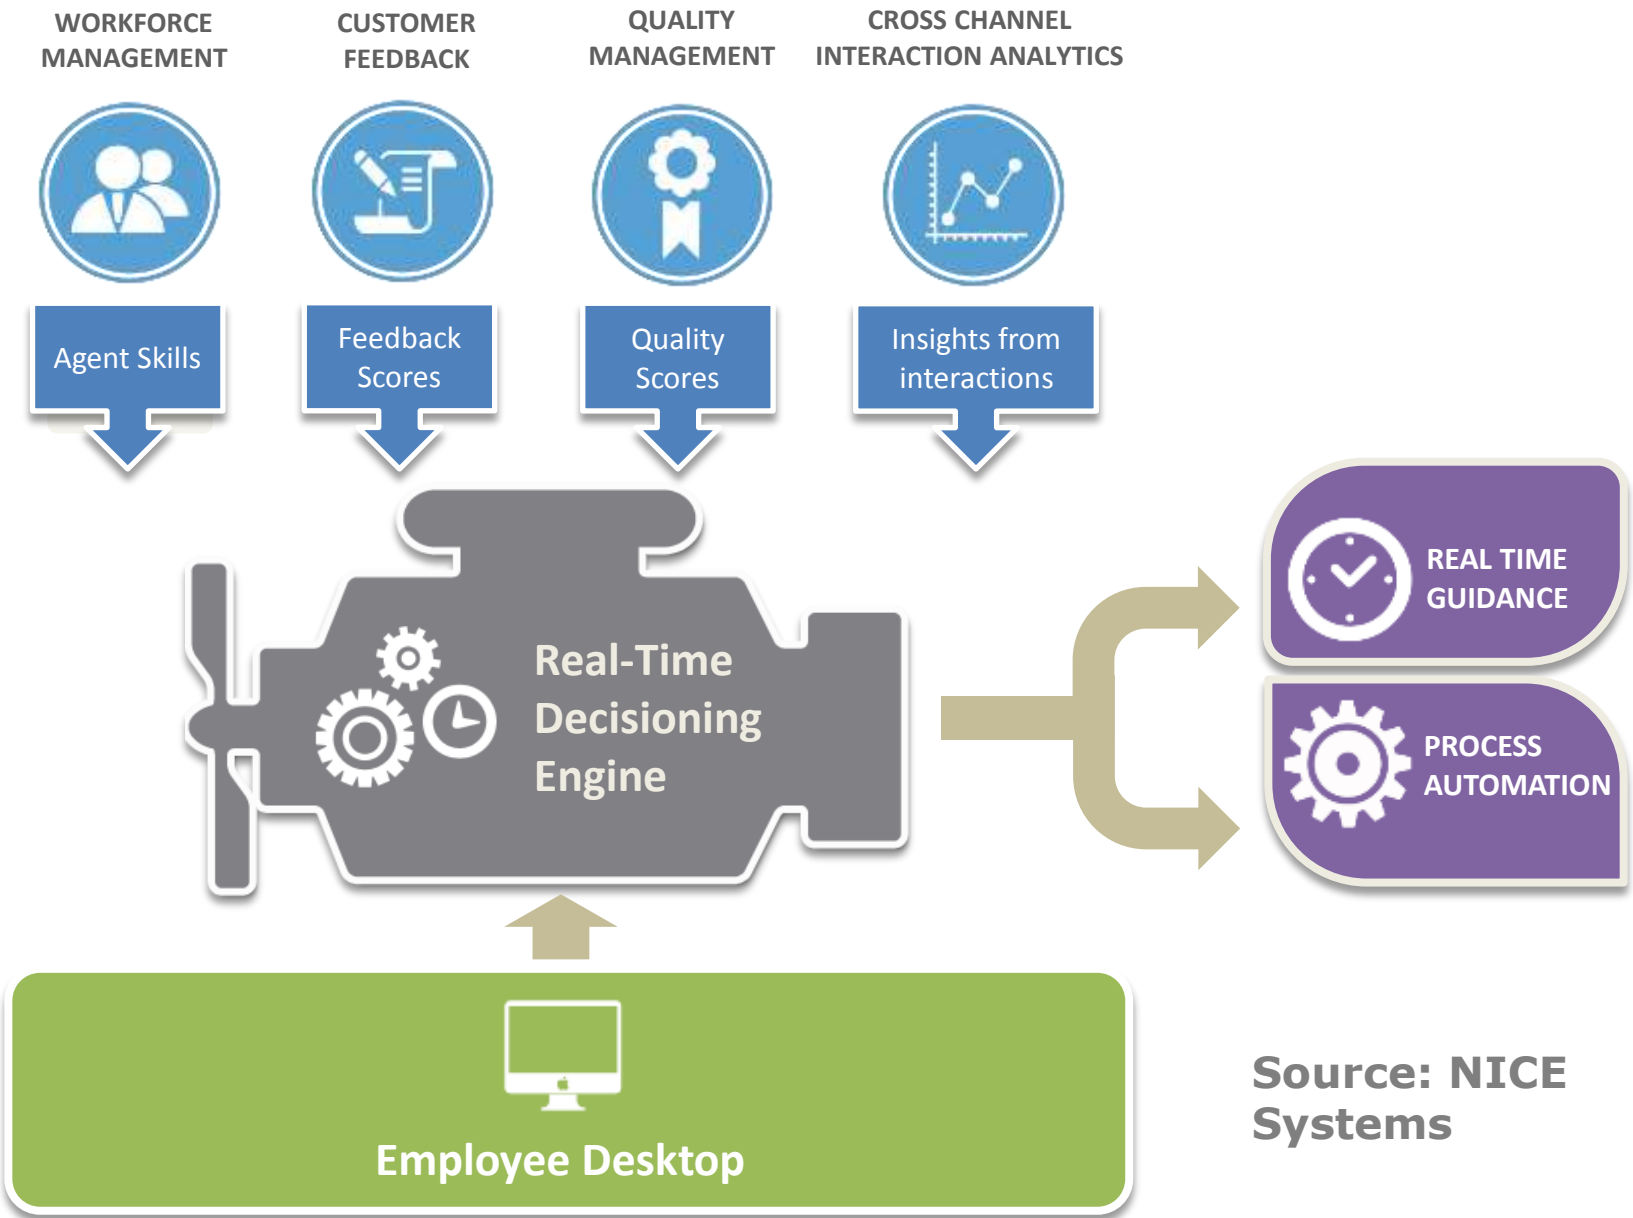 WORKFORCE
MANAGEMENT
CUSTOMER
FEEDBACK
QUALITY
MANAGEMENT
CROSS CHANNEL
INTERACTION ANALYTICS
Agent Skills
Feedback
Scores
Quality
Scores
Insights from
interactions
Real-Time
Decisioning
Engine
REAL TIME
GUIDANCE
PROCESS
AUTOMATION
Employee Desktop
Source: NICE
Systems